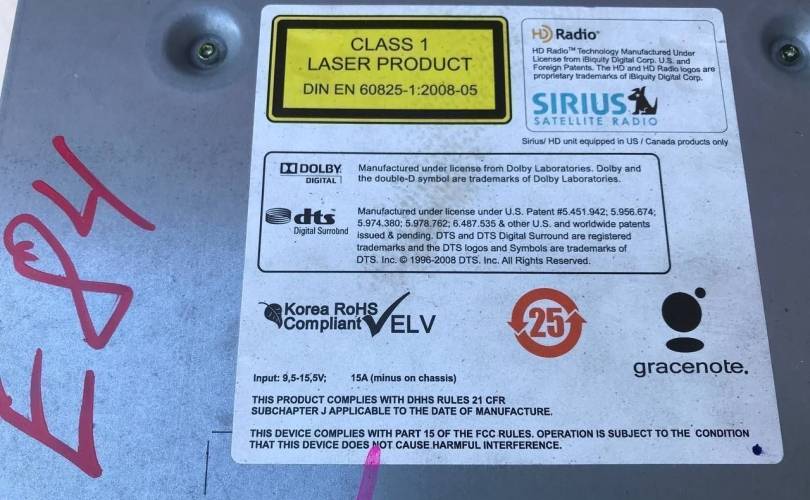 CLASS 1
LASER PRODUCT
DIN EN 60825-1:2008-05
HD Radio®
HD Radio™ Technology Manufactured Under
License from iBiquity Digital Corp. U.S. and
Foreign Patents. The HD and HD Radio logos are
proprietary trademarks of iBiquity Digital Corp.
SIRIUS
SATELLITE RADIO
Sirius/ HD unit equipped in US / Canada products only
DOLBY
DIGITAL
Manufactured under license from Dolby Laboratories. Dolby and
the double-D symbol are trademarks of Dolby Laboratories.
dts
Digital Surround
Manufactured under license under U.S. Patent #5.451.942; 5.956.674;
5.974.380; 5.978.762; 6.487.535 & other U.S. and worldwide patents
issued & pending. DTS and DTS Digital Surround are registered
trademarks and the DTS logos and Symbols are trademarks of
DTS. Inc. © 1996-2008 DTS. Inc. All Rights Reserved.
Korea RoHS
Compliant
ELV
25
gracenote.
Input: 9,5-15,5V; 15A (minus on chassis)
THIS PRODUCT COMPLIES WITH DHHS RULES 21 CFR
SUBCHAPTER J APPLICABLE TO THE DATE OF MANUFACTURE.
THIS DEVICE COMPLIES WITH PART 15 OF THE FCC RULES. OPERATION IS SUBJECT TO THE CONDITION
THAT THIS DEVICE DOES NOT CAUSE HARMFUL INTERFERENCE.
E84